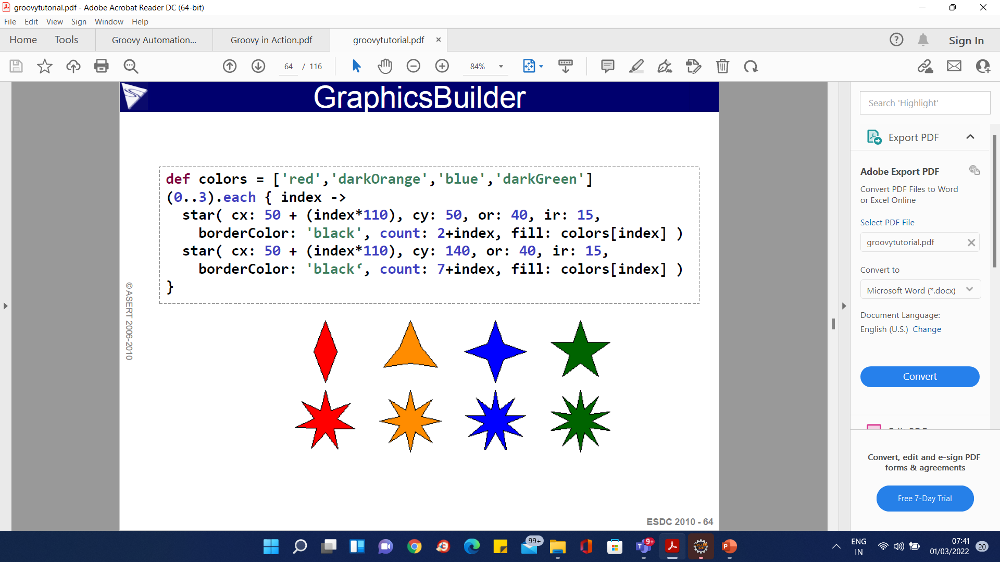 groovytutorial.pdf - Adobe Acrobat Reader DC (64-bit)
File Edit View Sign Window Help
Home Tools Groovy Automation... Groovy in Action.pdf groovytutorial.pdf Sign In
64 / 116 84%
GraphicsBuilder
def colors = ['red','darkOrange','blue','darkGreen']
(0..3).each { index ->
star( cx: 50 + (index*110), cy: 50, or: 40, ir: 15,
borderColor: 'black', count: 2+index, fill: colors[index] )
star( cx: 50 + (index*110), cy: 140, or: 40, ir: 15,
borderColor: 'black‘, count: 7+index, fill: colors[index] )
}
© ASERT 2006-2010
ESDC 2010 - 64
Search 'Highlight'
Export PDF
Adobe Export PDF
Convert PDF Files to Word
or Excel Online
Select PDF File
groovytutorial.pdf
Convert to
Microsoft Word (*.docx)
Document Language:
English (U.S.) Change
Convert
Convert, edit and e-sign PDF
forms & agreements
Free 7-Day Trial
99+
9+
ENG
IN
07:41
01/03/2022
20